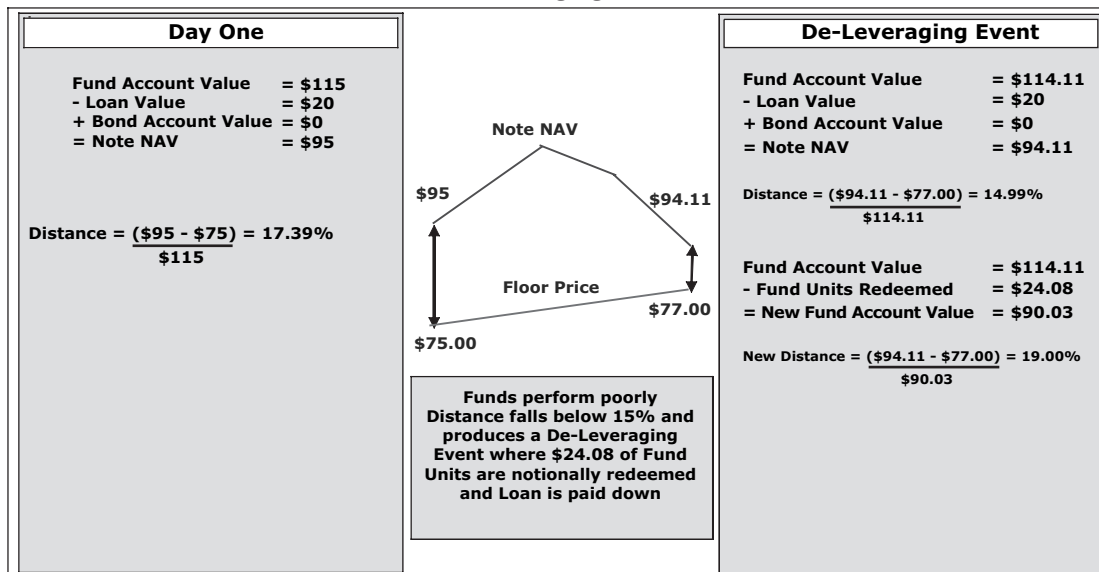 Day One
Fund Account Value = $115
- Loan Value = $20
+ Bond Account Value = $0
= Note NAV = $95
Distance = ($95 - $75) = 17.39%
$115
Note NAV
$95
$94.11
Floor Price
$77.00
$75.00
Funds perform poorly
Distance falls below 15% and
produces a De-Leveraging
Event where $24.08 of Fund
Units are notionally redeemed
and Loan is paid down
De-Leveraging Event
Fund Account Value = $114.11
- Loan Value = $20
+ Bond Account Value = $0
= Note NAV = $94.11
Distance = ($94.11 - $77.00) = 14.99%
$114.11
Fund Account Value = $114.11
- Fund Units Redeemed = $24.08
= New Fund Account Value = $90.03
New Distance = ($94.11 - $77.00) = 19.00%
$90.03